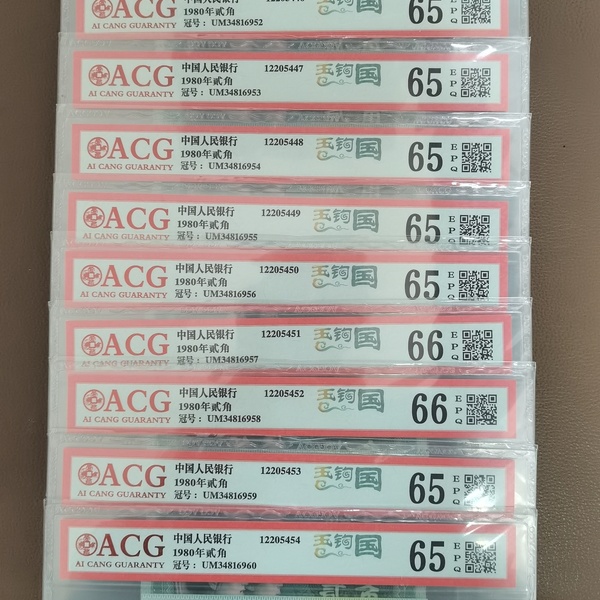 ACG
AI CANG GUARANTY
1980年贰角
冠号：UM34816952
65
ACG
AI CANG GUARANTY
中国人民银行 12205447
1980年贰角
冠号：UM34816953
65 EPQ
ACG
AI CANG GUARANTY
中国人民银行 12205448
1980年贰角
冠号：UM34816954
65 EPQ
ACG
AI CANG GUARANTY
中国人民银行 12205449
1980年贰角
冠号：UM34816955
65 EPQ
ACG
AI CANG GUARANTY
中国人民银行 12205450
1980年贰角
冠号：UM34816956
65 EPQ
ACG
AI CANG GUARANTY
中国人民银行 12205451
1980年贰角
冠号：UM34816957
66 EPQ
ACG
AI CANG GUARANTY
中国人民银行 12205452
1980年贰角
冠号：UM34816958
66 EPQ
ACG
AI CANG GUARANTY
中国人民银行 12205453
1980年贰角
冠号：UM34816959
65 EPQ
ACG
AI CANG GUARANTY
中国人民银行 12205454
1980年贰角
冠号：UM34816960
65 EPQ